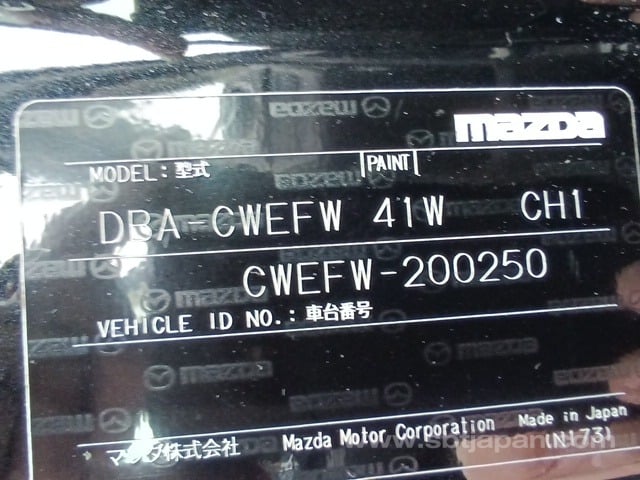 mazda
MODEL: 型式 PAINT
DBA CWEFW 41W CH1
CWEFW-200250
VEHICLE ID NO.: 車台番号
マツダ株式会社 Mazda Motor Corporation Made in Japan
(N173)
www.sbtjapan.com